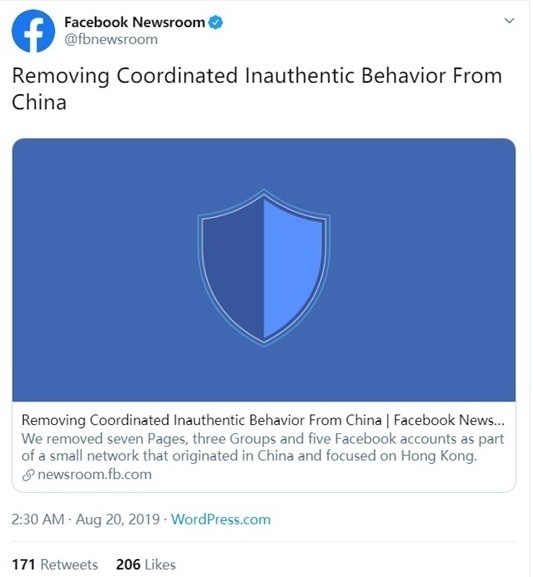 Facebook Newsroom
@fbnewsroom
Removing Coordinated Inauthentic Behavior From
China
Removing Coordinated Inauthentic Behavior From China | Facebook News...
We removed seven Pages, three Groups and five Facebook accounts as part
of a small network that originated in China and focused on Hong Kong.
newsroom.fb.com
2:30 AM · Aug 20, 2019 · WordPress.com
171 Retweets 206 Likes